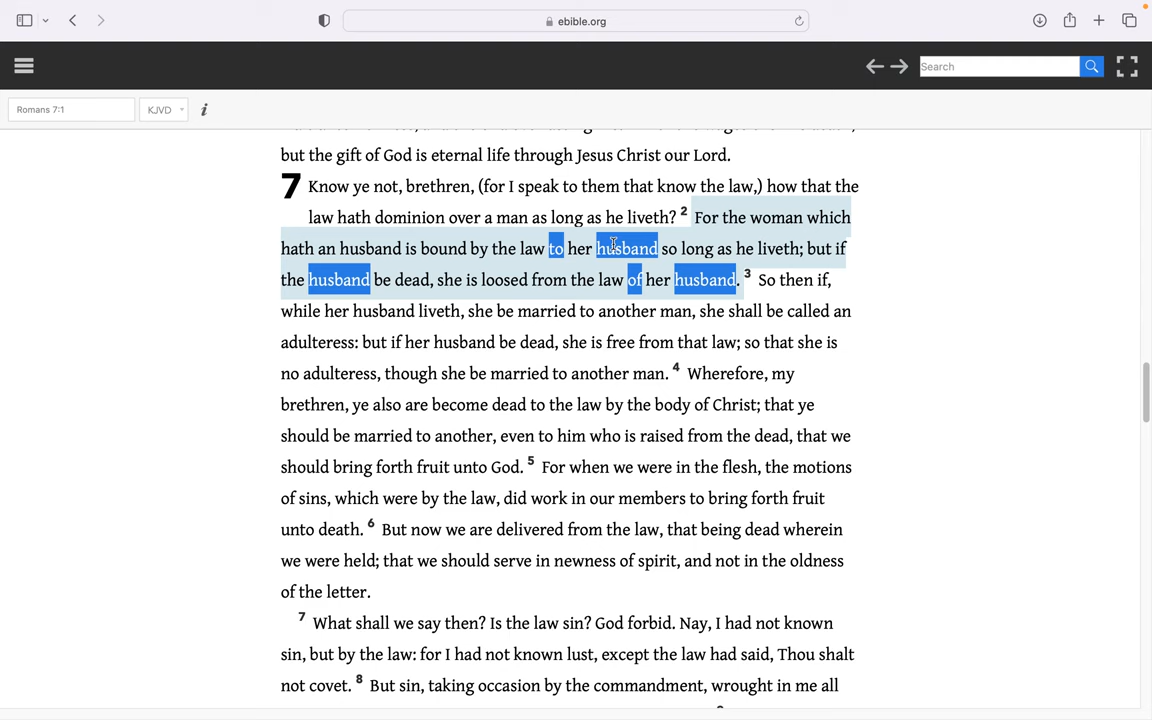 ebible.org
Search
Romans 7:1
KJVD
i
but the gift of God is eternal life through Jesus Christ our Lord.
7 Know ye not, brethren, (for I speak to them that know the law,) how that the
law hath dominion over a man as long as he liveth? 2 For the woman which
hath an husband is bound by the law to her husband so long as he liveth; but if
the husband be dead, she is loosed from the law of her husband. 3 So then if,
while her husband liveth, she be married to another man, she shall be called an
adulteress: but if her husband be dead, she is free from that law; so that she is
no adulteress, though she be married to another man. 4 Wherefore, my
brethren, ye also are become dead to the law by the body of Christ; that ye
should be married to another, even to him who is raised from the dead, that we
should bring forth fruit unto God. 5 For when we were in the flesh, the motions
of sins, which were by the law, did work in our members to bring forth fruit
unto death. 6 But now we are delivered from the law, that being dead wherein
we were held; that we should serve in newness of spirit, and not in the oldness
of the letter.
7 What shall we say then? Is the law sin? God forbid. Nay, I had not known
sin, but by the law: for I had not known lust, except the law had said, Thou shalt
not covet. 8 But sin, taking occasion by the commandment, wrought in me all